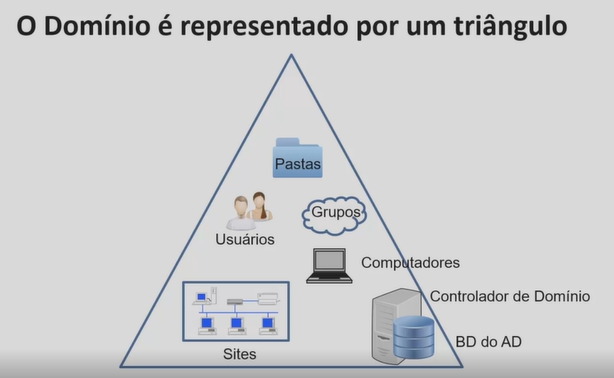 O Domínio é representado por um triângulo
Pastas
Grupos
Usuários
Computadores
Controlador de Domínio
BD do AD
Sites